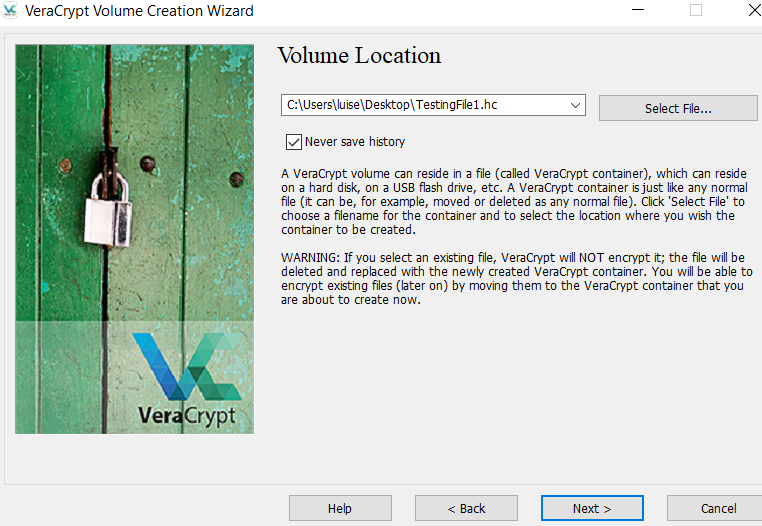 VeraCrypt Volume Creation Wizard
Volume Location
C:\Users\luise\Desktop\TestingFile1.hc
Select File...
Never save history
A VeraCrypt volume can reside in a file (called VeraCrypt container), which can reside
on a hard disk, on a USB flash drive, etc. A VeraCrypt container is just like any normal
file (it can be, for example, moved or deleted as any normal file). Click 'Select File' to
choose a filename for the container and to select the location where you wish the
container to be created.
WARNING: If you select an existing file, VeraCrypt will NOT encrypt it; the file will be
deleted and replaced with the newly created VeraCrypt container. You will be able to
encrypt existing files (later on) by moving them to the VeraCrypt container that you
are about to create now.
VeraCrypt
Help
< Back
Next >
Cancel